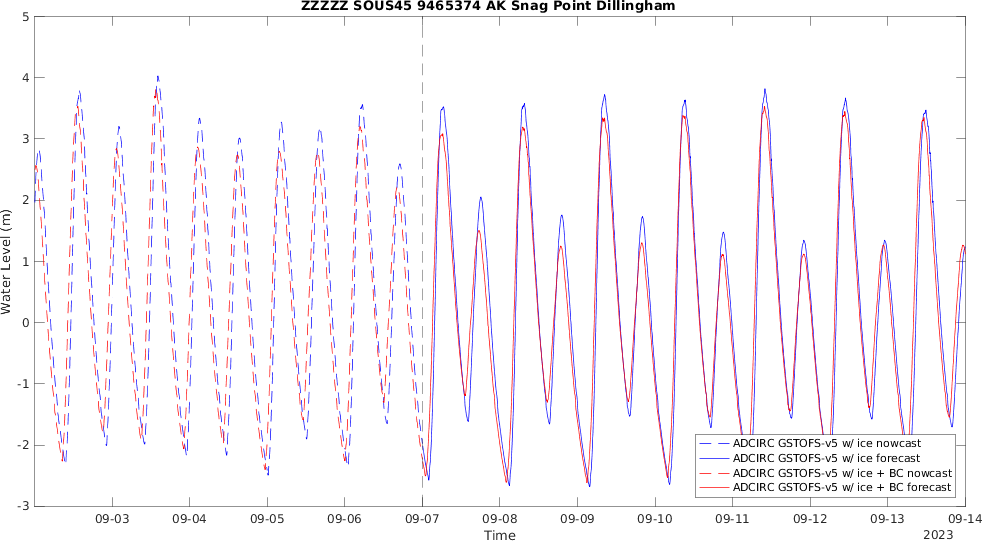 ZZZZZ SOUS45 9465374 AK Snag Point Dillingham
Water Level (m)
5
4
3
2
1
0
-1
-2
-3
ADCIRC GSTOFS-v5 w/ ice nowcast
ADCIRC GSTOFS-v5 w/ ice forecast
ADCIRC GSTOFS-v5 w/ ice + BC nowcast
ADCIRC GSTOFS-v5 w/ ice + BC forecast
09-03 09-04 09-05 09-06 09-07 09-08 09-09 09-10 09-11 09-12 09-13 09-14
Time
2023